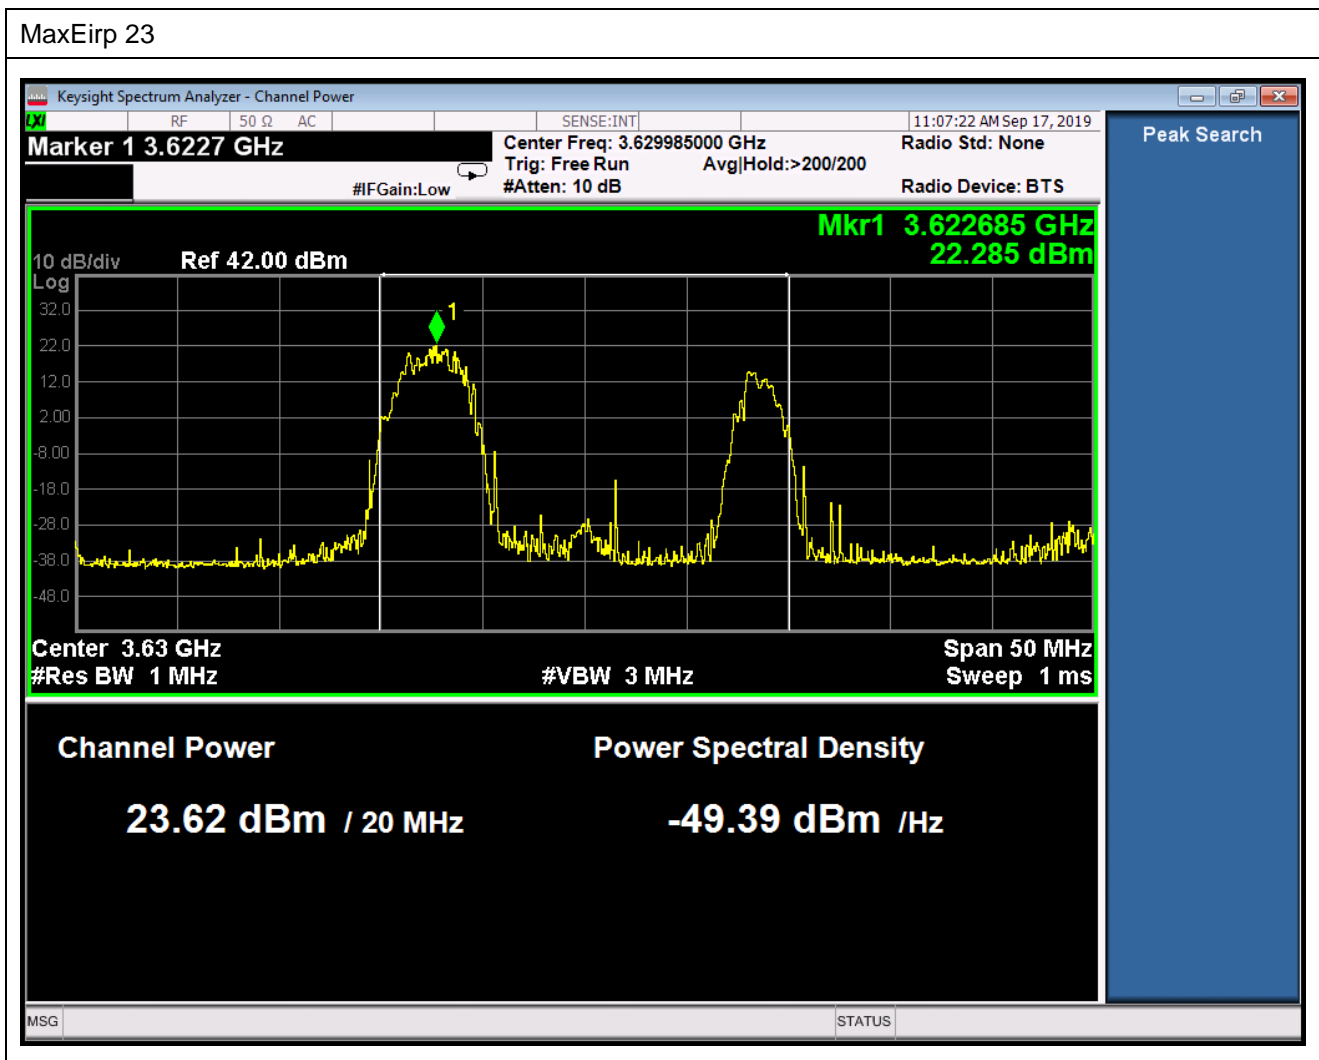 MaxEirp 23
Keysight Spectrum Analyzer - Channel Power
LXI RF 50 Ω AC SENSE:INT 11:07:22 AM Sep 17, 2019
Marker 1 3.6227 GHz
Center Freq: 3.629985000 GHz
Radio Std: None
Trig: Free Run Avg|Hold:>200/200
#IFGain:Low
#Atten: 10 dB
Radio Device: BTS
Peak Search
Mkr1 3.622685 GHz
22.285 dBm
10 dB/div Ref 42.00 dBm
Log
1
32.0
22.0
12.0
2.00
-8.00
-18.0
-28.0
-38.0
-48.0
Center 3.63 GHz Span 50 MHz
#Res BW 1 MHz #VBW 3 MHz Sweep 1 ms
Channel Power Power Spectral Density
23.62 dBm / 20 MHz -49.39 dBm /Hz
MSG STATUS